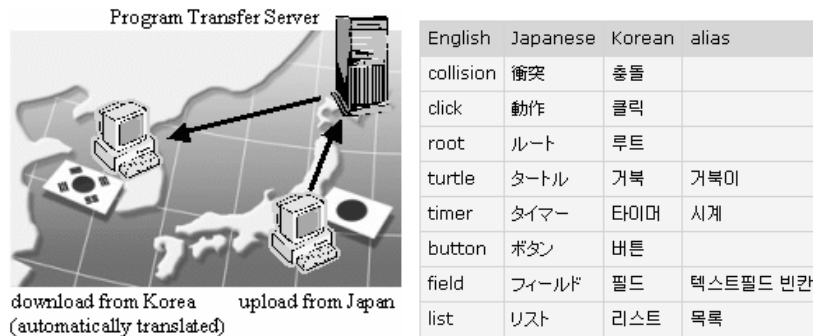 Program Transfer Server
download from Korea
(automatically translated)
upload from Japan
English Japanese Korean alias
collision 衝突 충돌
click 動作 클릭
root ルート 루트
turtle タートル 거북 거북이
timer タイマー 타이머 시계
button ボタン 버튼
field フィールド 필드 텍스트필드 빈칸
list リスト 리스트 목록